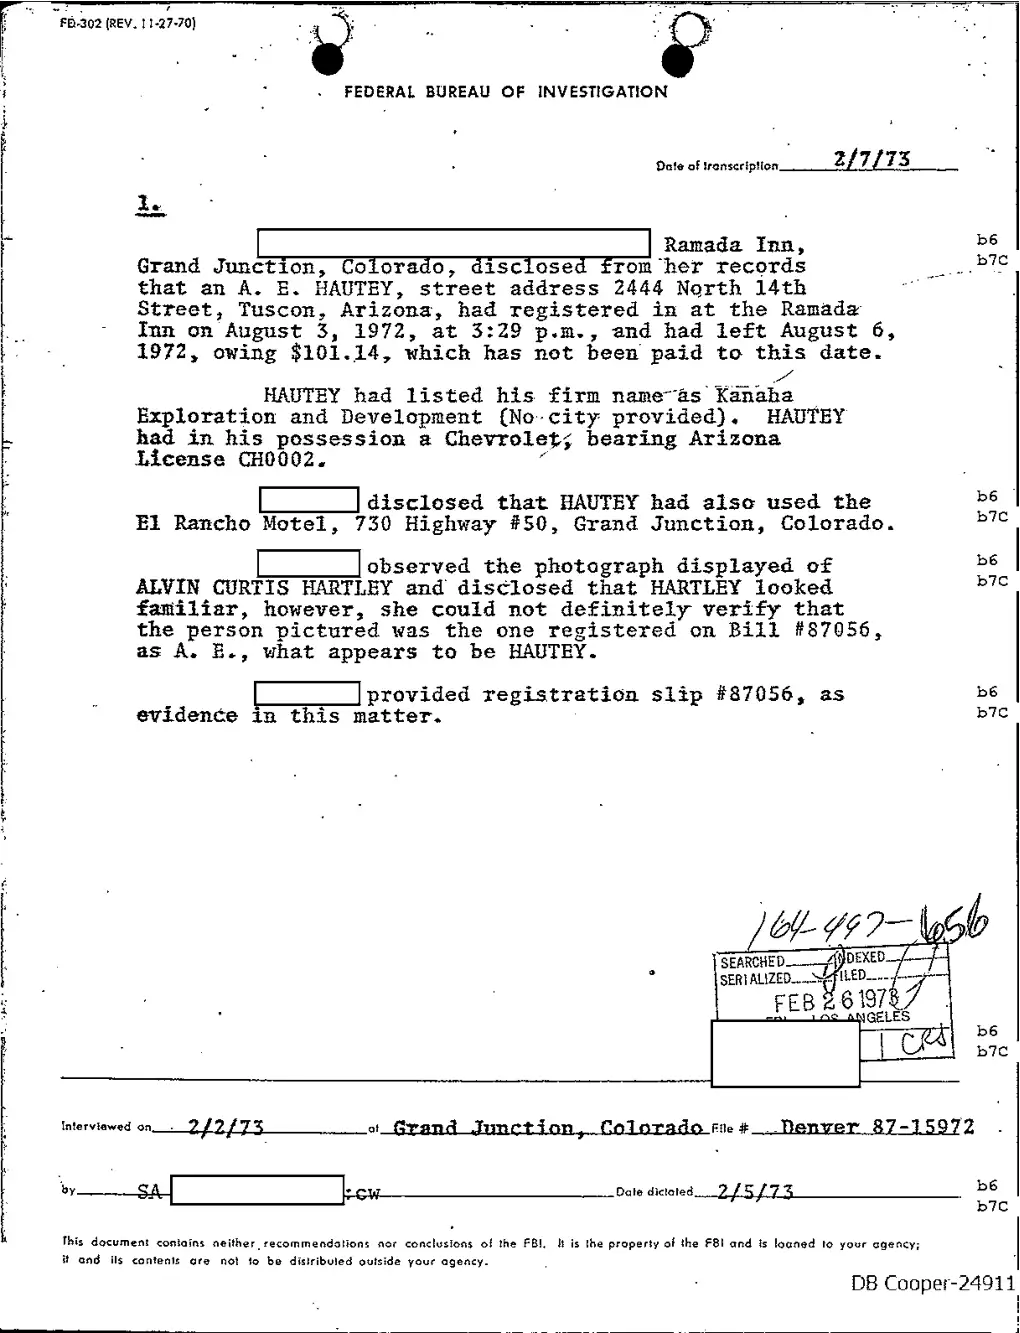 FD-302 (REV. 11-27-70)
FEDERAL BUREAU OF INVESTIGATION
Date of transcription 2/7/73
1.
Ramada Inn,
b6
b7C
Grand Junction, Colorado, disclosed from her records
that an A. E. HAUTEY, street address 2444 North 14th
Street, Tuscon, Arizona, had registered in at the Ramada
Inn on August 3, 1972, at 3:29 p.m., and had left August 6,
1972, owing $101.14, which has not been paid to this date.
HAUTEY had listed his firm name as Kanaha
Exploration and Development (No city provided). HAUTEY
had in his possession a Chevrolet, bearing Arizona
License CH0002.
disclosed that HAUTEY had also used the
b6
b7C
El Rancho Motel, 730 Highway #50, Grand Junction, Colorado.
observed the photograph displayed of
b6
b7C
ALVIN CURTIS HARTLEY and disclosed that HARTLEY looked
familiar, however, she could not definitely verify that
the person pictured was the one registered on Bill #87056,
as A. E., what appears to be HAUTEY.
provided registration slip #87056, as
b6
b7C
evidence in this matter.
164-497-656
SEARCHED INDEXED
SERIALIZED FILED
FEB 26 1973
LOS ANGELES
b6
b7C
Interviewed on 2/2/73 at Grand Junction, Colorado File # Denver 87-15972
by SA :cw Date dictated 2/5/73
b6
b7C
This document contains neither recommendations nor conclusions of the FBI. It is the property of the FBI and is loaned to your agency;
it and its contents are not to be distributed outside your agency.
DB Cooper-24911